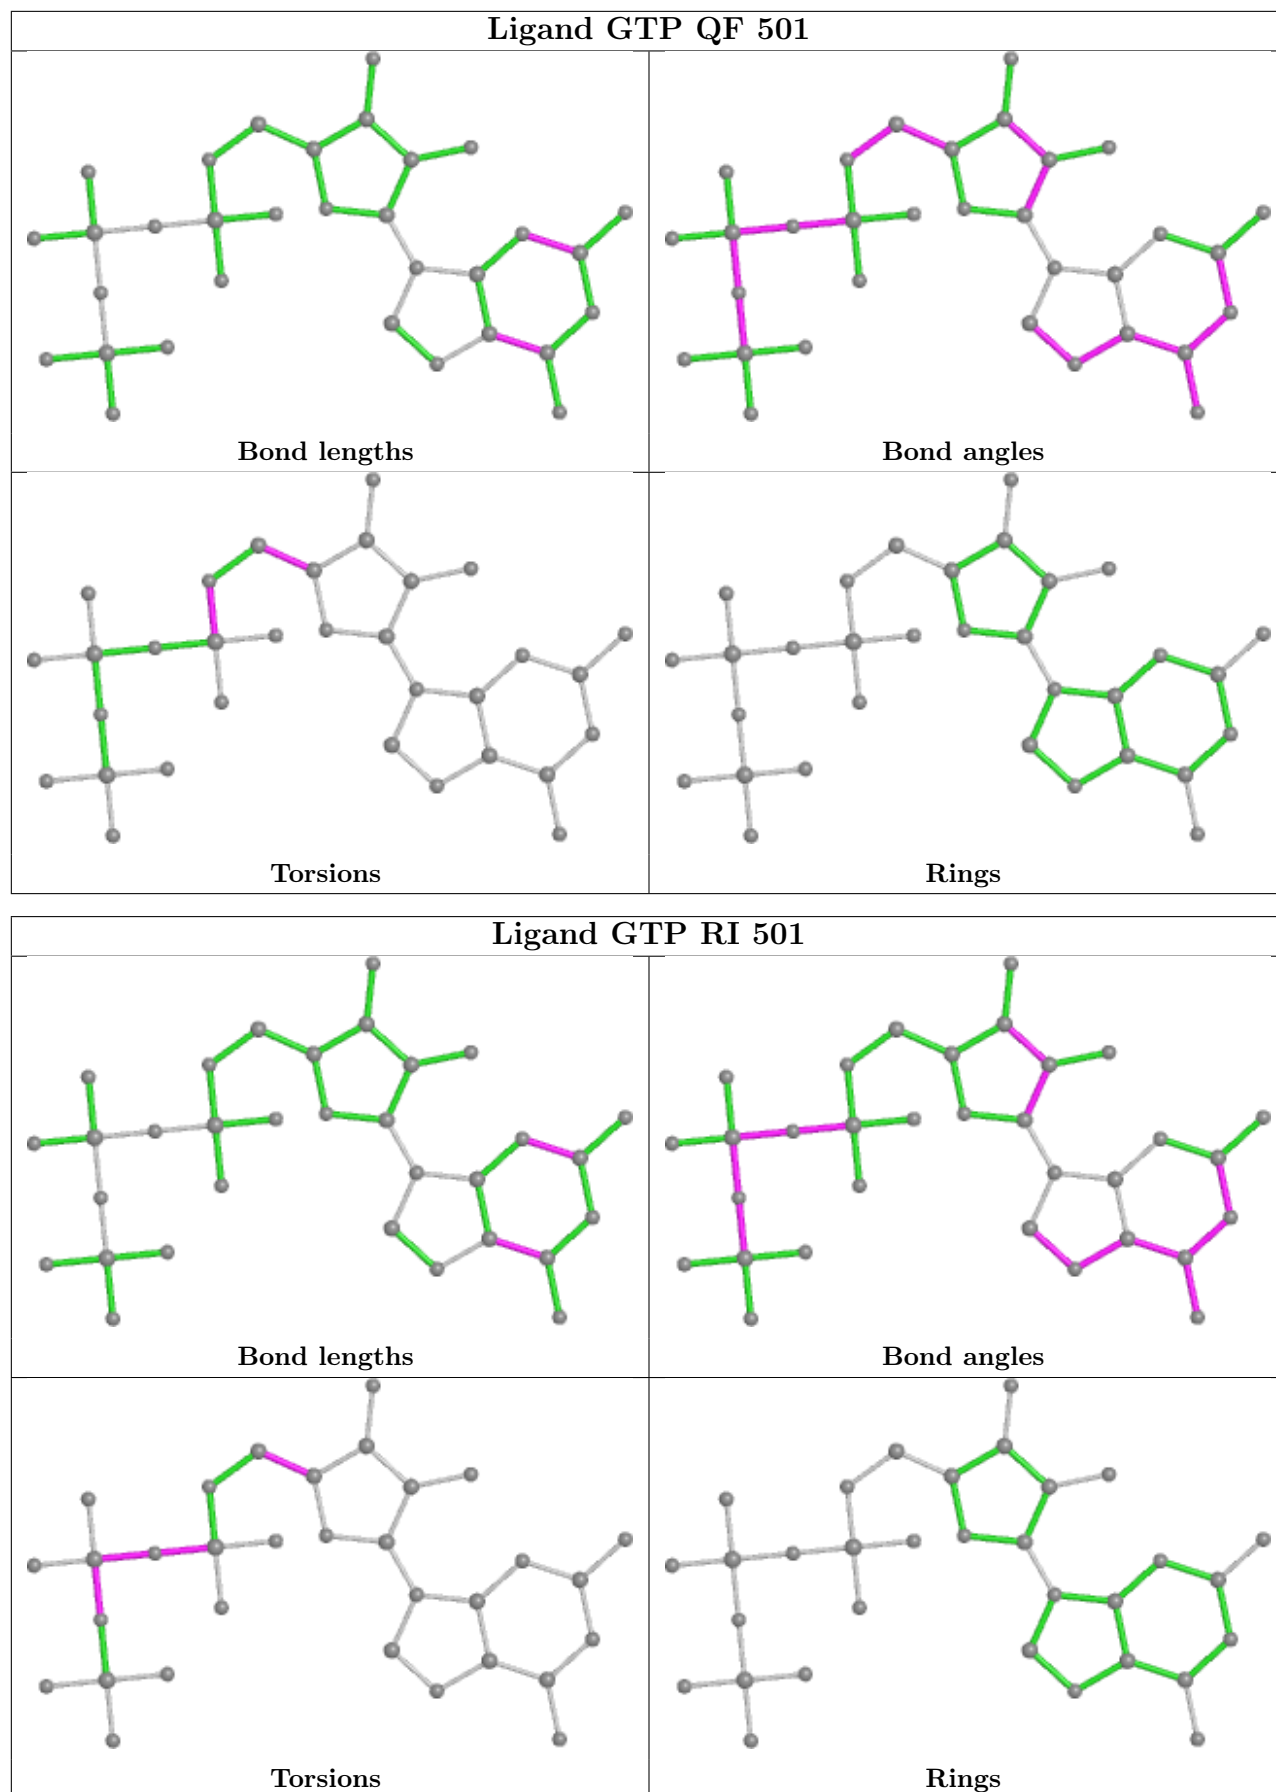 Ligand GTP QF 501
Bond lengths
Bond angles
Torsions
Rings
Ligand GTP RI 501
Bond lengths
Bond angles
Torsions
Rings